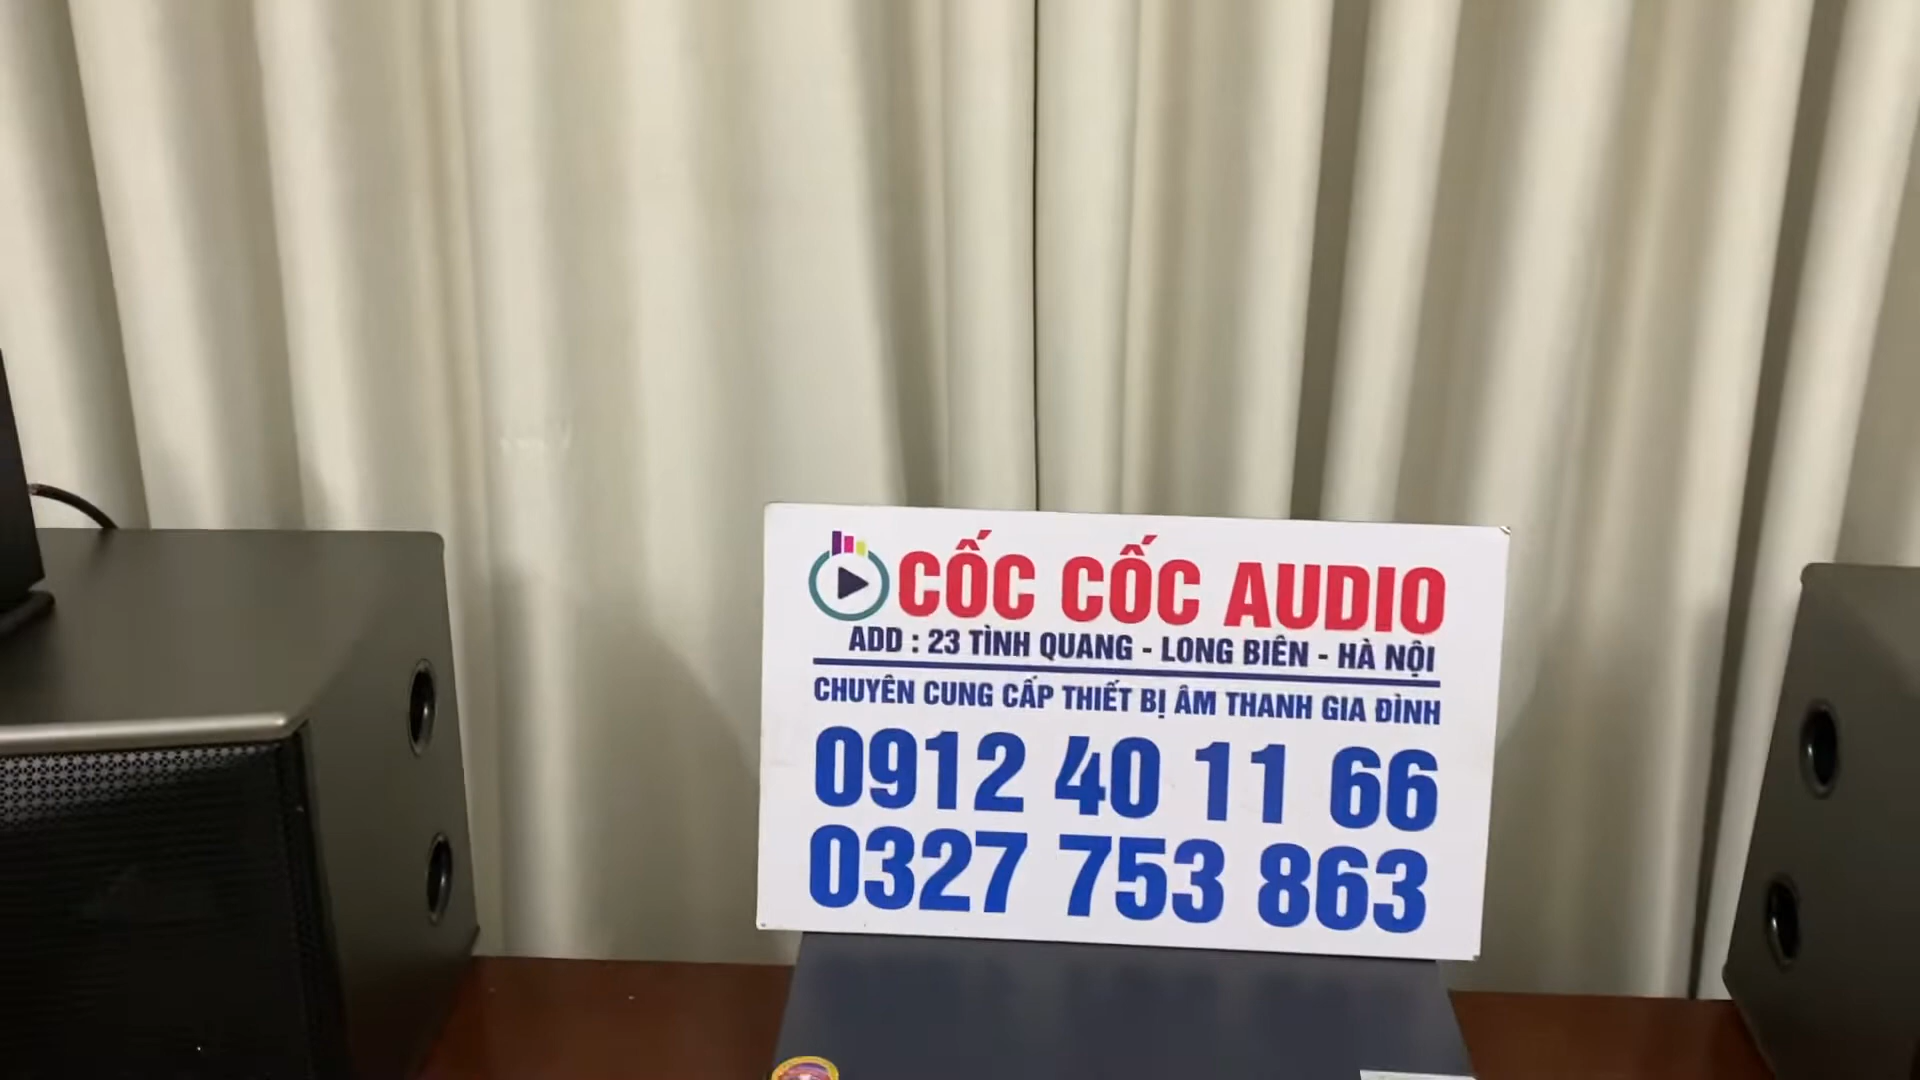 CỐC CỐC AUDIO
ADD : 23 TÌNH QUANG - LONG BIÊN - HÀ NỘI
CHUYÊN CUNG CẤP THIẾT BỊ ÂM THANH GIA ĐÌNH
0912 40 11 66
0327 753 863